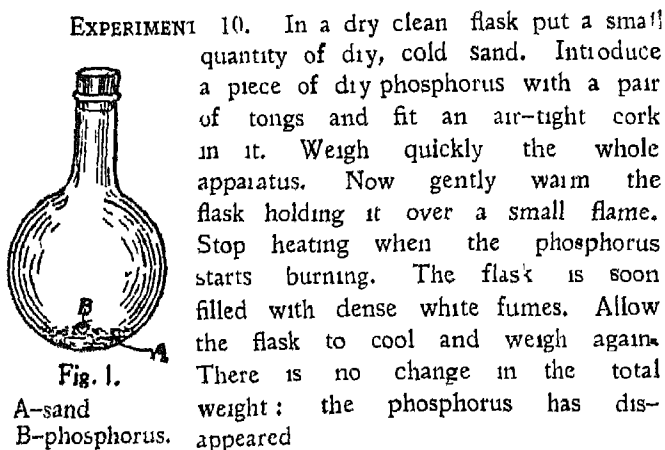 EXPERIMENT 10. In a dry clean flask put a small
quantity of dry, cold sand. Introduce
a piece of dry phosphorus with a pair
of tongs and fit an air-tight cork
in it. Weigh quickly the whole
apparatus. Now gently warm the
flask holding it over a small flame.
Stop heating when the phosphorus
starts burning. The flask is soon
filled with dense white fumes. Allow
the flask to cool and weigh again.
There is no change in the total
weight: the phosphorus has dis-
appeared
B
A
Fig. 1.
A-sand
B-phosphorus.